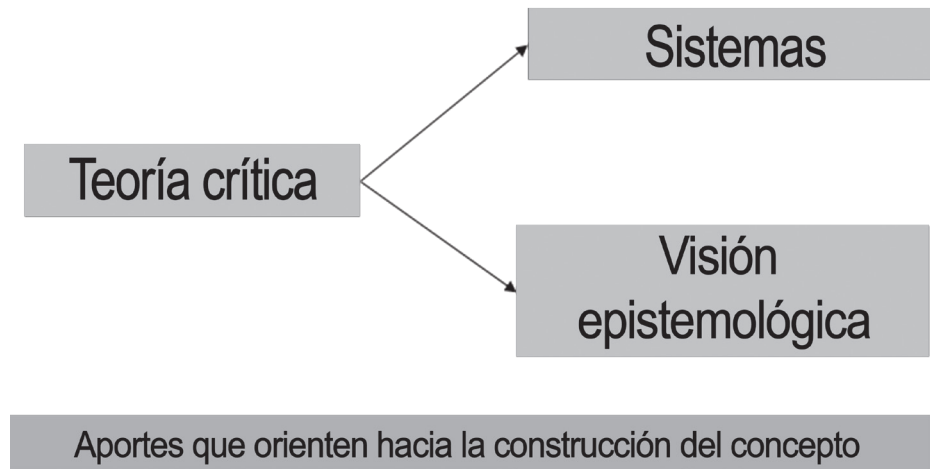 Sistemas
Teoría crítica
Visión
epistemológica
Aportes que orienten hacia la construcción del concepto